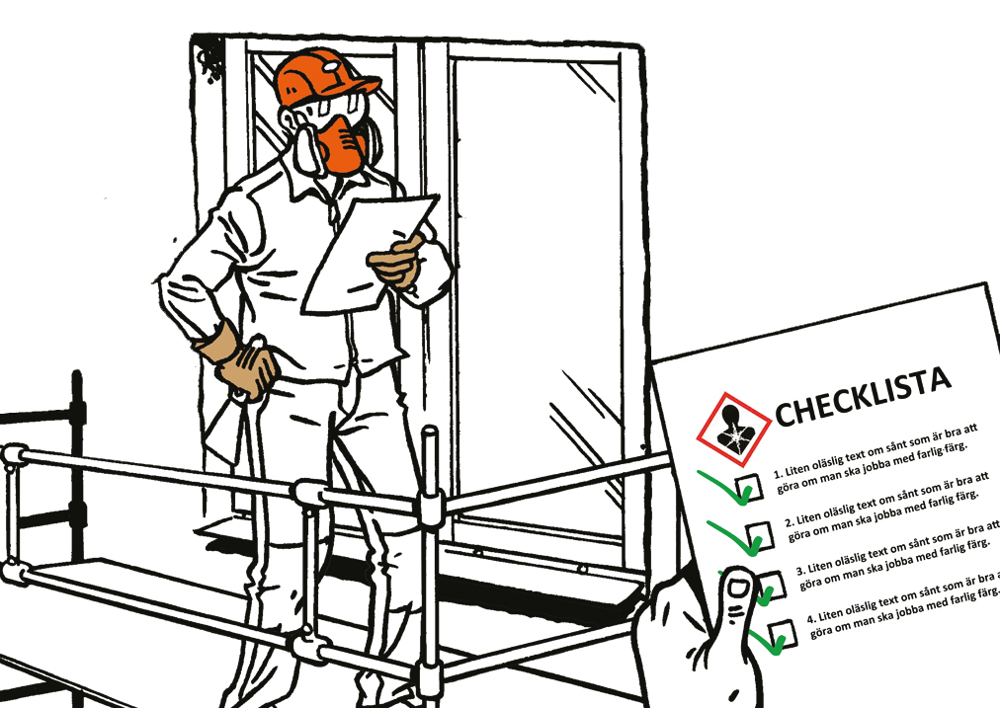 CHECKLISTA
1. Liten oläslig text om sånt som är bra att
göra om man ska jobba med farlig färg.
2. Liten oläslig text om sånt som är bra att
göra om man ska jobba med farlig färg.
3. Liten oläslig text om sånt som är bra att
göra om man ska jobba med farlig färg.
4. Liten oläslig text om sånt som är bra a
göra om man ska jobba med farlig färg.